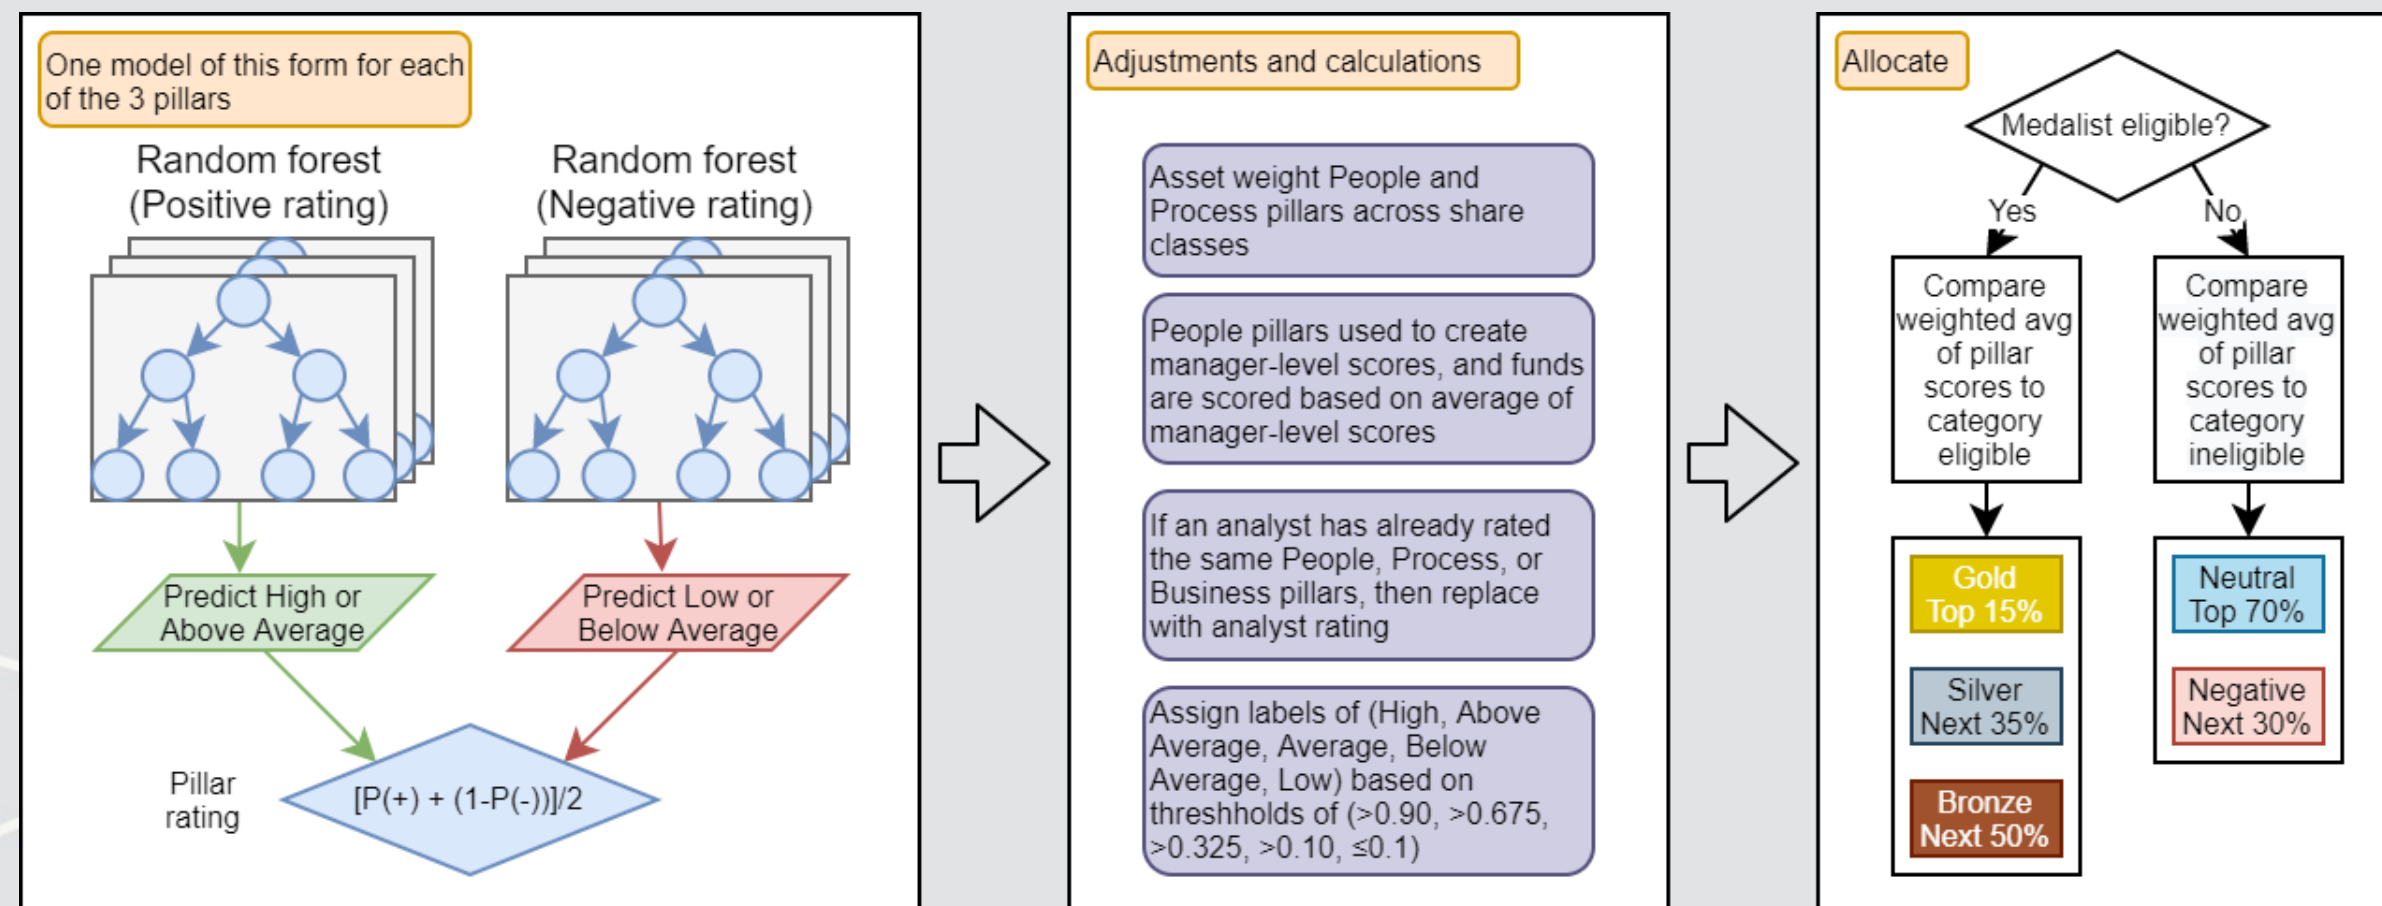 One model of this form for each
of the 3 pillars
Random forest
(Positive rating)
Random forest
(Negative rating)
Predict High or
Above Average
Predict Low or
Below Average
Pillar
rating
[P(+) + (1-P(-))]/2
Adjustments and calculations
Asset weight People and
Process pillars across share
classes
People pillars used to create
manager-level scores, and funds
are scored based on average of
manager-level scores
If an analyst has already rated
the same People, Process, or
Business pillars, then replace
with analyst rating
Assign labels of (High, Above
Average, Average, Below
Average, Low) based on
threshholds of (>0.90, >0.675,
>0.325, >0.10, ≤0.1)
Allocate
Medalist eligible?
Yes
No
Compare
weighted avg
of pillar
scores to
category
eligible
Compare
weighted avg
of pillar
scores to
category
ineligible
Gold
Top 15%
Silver
Next 35%
Bronze
Next 50%
Neutral
Top 70%
Negative
Next 30%